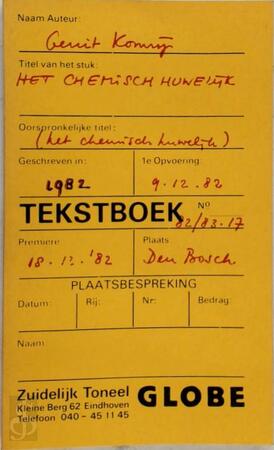 Naam Auteur:
Gerrit Komrij
Titel van het stuk:
HET CHEMISCH HUWELIJK
Oorspronkelijke titel:
(het chemisch huwelijk)
Geschreven in: 1e Opvoering:
1982 9.12.82
TEKSTBOEK No 82/83.17
Premiere Plaats
18.12.'82 Den Bosch
PLAATSBESPREKING
Datum: Rij: Nr: Bedrag:
Naam
Zuidelijk Toneel GLOBE
Kleine Berg 62 Eindhoven
Telefoon 040 - 45 11 45